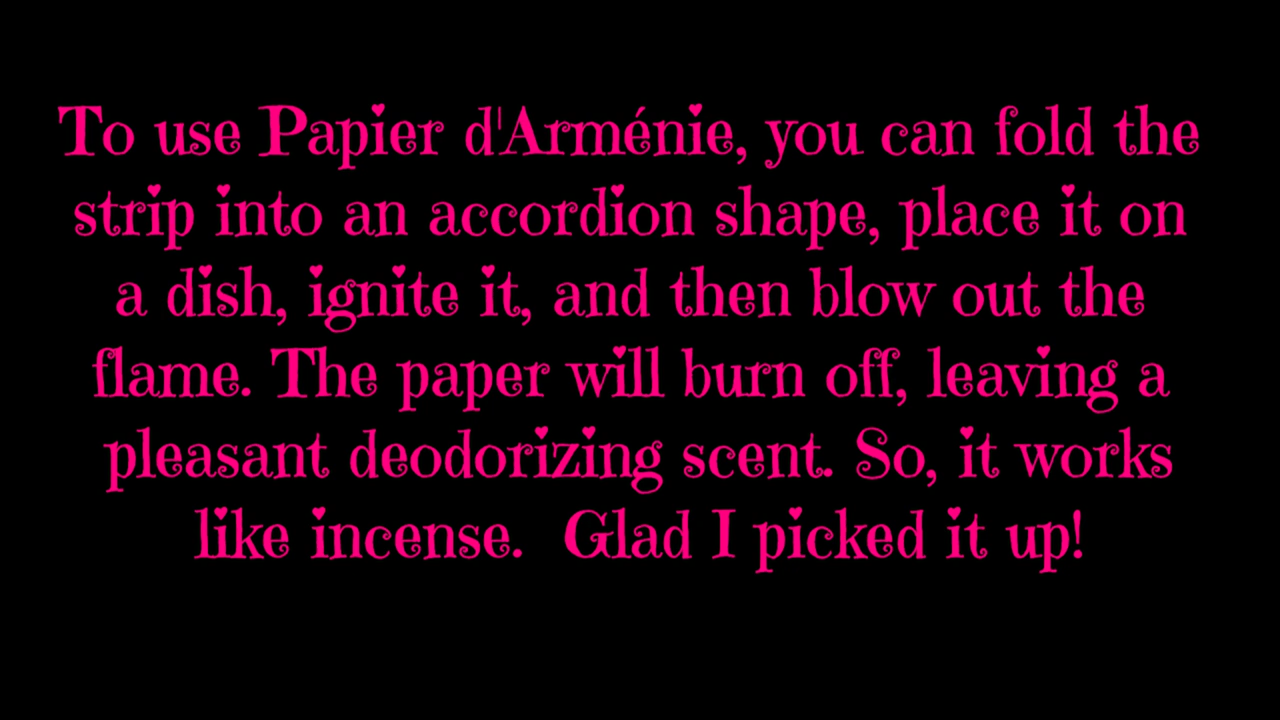 To use Papier d'Arménie, you can fold the
strip into an accordion shape, place it on
a dish, ignite it, and then blow out the
flame. The paper will burn off, leaving a
pleasant deodorizing scent. So, it works
like incense.  Glad I picked it up!